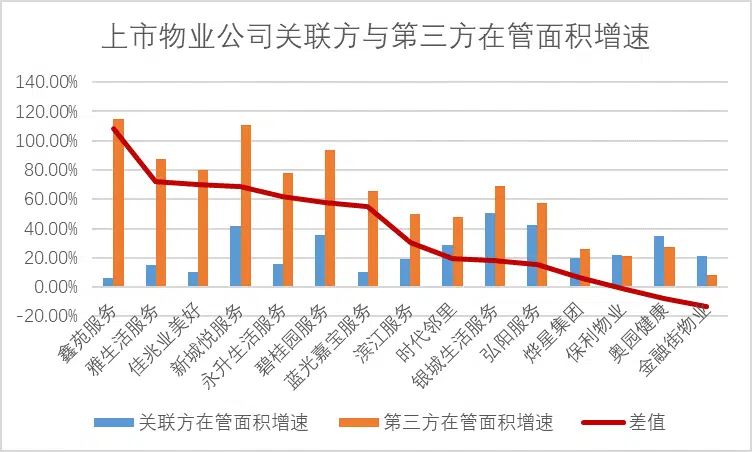 上市物业公司关联方与第三方在管面积增速
140.00%
120.00%
100.00%
80.00%
60.00%
40.00%
20.00%
0.00%
-20.00%
鑫苑服务
雅生活服务
佳兆业美好
新城悦服务
永升生活服务
碧桂园服务
蓝光嘉宝服务
滨江服务
时代邻里
银城生活服务
弘阳服务
烨星集团
保利物业
奥园健康
金融街物业
关联方在管面积增速
第三方在管面积增速
差值